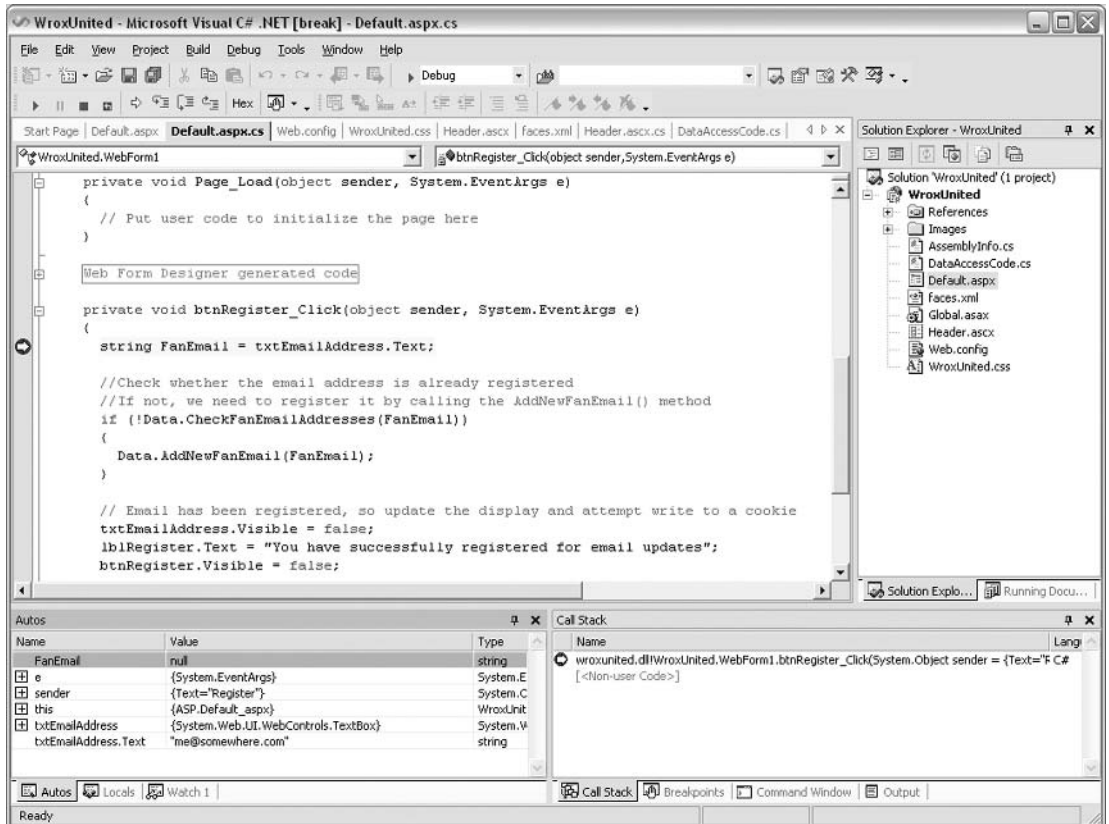 WroxUnited - Microsoft Visual C# .NET [break] - Default.aspx.cs
File Edit View Project Build Debug Tools Window Help
Debug
Hex
Start Page Default.aspx Default.aspx.cs Web.config WroxUnited.css Header.ascx faces.xml Header.ascx.cs DataAccessCode.cs
WroxUnited.WebForm1 btnRegister_Click(object sender,System.EventArgs e)
private void Page_Load(object sender, System.EventArgs e)
{
// Put user code to initialize the page here
}
Web Form Designer generated code
private void btnRegister_Click(object sender, System.EventArgs e)
{
string FanEmail = txtEmailAddress.Text;
//Check whether the email address is already registered
//If not, we need to register it by calling the AddNewFanEmail() method
if (!Data.CheckFanEmailAddresses(FanEmail))
{
Data.AddNewFanEmail(FanEmail);
}
// Email has been registered, so update the display and attempt write to a cookie
txtEmailAddress.Visible = false;
lblRegister.Text = "You have successfully registered for email updates";
btnRegister.Visible = false;
Solution Explorer - WroxUnited
Solution 'WroxUnited' (1 project)
WroxUnited
References
Images
AssemblyInfo.cs
DataAccessCode.cs
Default.aspx
faces.xml
Global.asax
Header.ascx
Web.config
WroxUnited.css
Solution Explo... Running Docu...
Autos
Name Value Type
FanEmail null string
e {System.EventArgs} System.E
sender {Text="Register"} System.C
this {ASP.Default_aspx} WroxUnit
txtEmailAddress {System.Web.UI.WebControls.TextBox} System.W
txtEmailAddress.Text "me@somewhere.com" string
Autos Locals Watch 1
Call Stack
Name Langu
wroxunited.dll!WroxUnited.WebForm1.btnRegister_Click(System.Object sender = {Text="R C#
[<Non-user Code>]
Call Stack Breakpoints Command Window Output
Ready